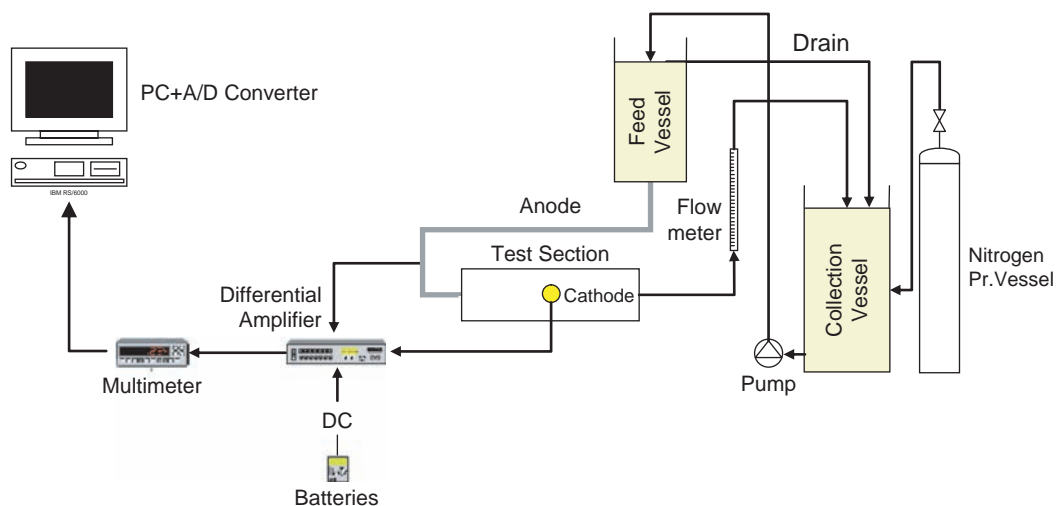 PC+A/D Converter
IBM RS/6000
Drain
Feed
Vessel
Anode
Flow
meter
Test Section
Cathode
Collection
Vessel
Nitrogen
Pr.Vessel
Differential
Amplifier
Pump
Multimeter
DC
Batteries